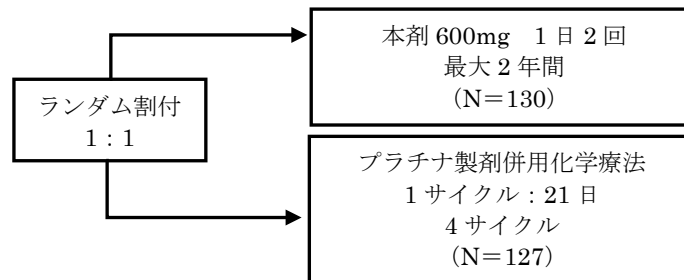 本剤 600mg 1日2回
最大2年間
(N=130)
ランダム割付
1:1
プラチナ製剤併用化学療法
1サイクル:21日
4サイクル
(N=127)